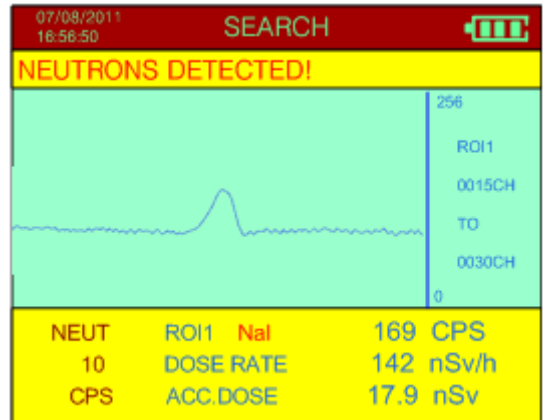 07/08/2011
16:56:50
SEARCH
NEUTRONS DETECTED!
256
ROI1
0015CH
TO
0030CH
0
NEUT ROI1 NaI 169 CPS
10 DOSE RATE 142 nSv/h
CPS ACC.DOSE 17.9 nSv